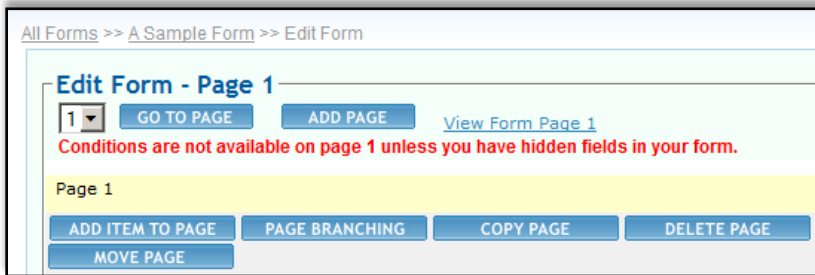 All Forms >> A Sample Form >> Edit Form
Edit Form - Page 1
1 GO TO PAGE ADD PAGE View Form Page 1
Conditions are not available on page 1 unless you have hidden fields in your form.
Page 1
ADD ITEM TO PAGE PAGE BRANCHING COPY PAGE DELETE PAGE
MOVE PAGE